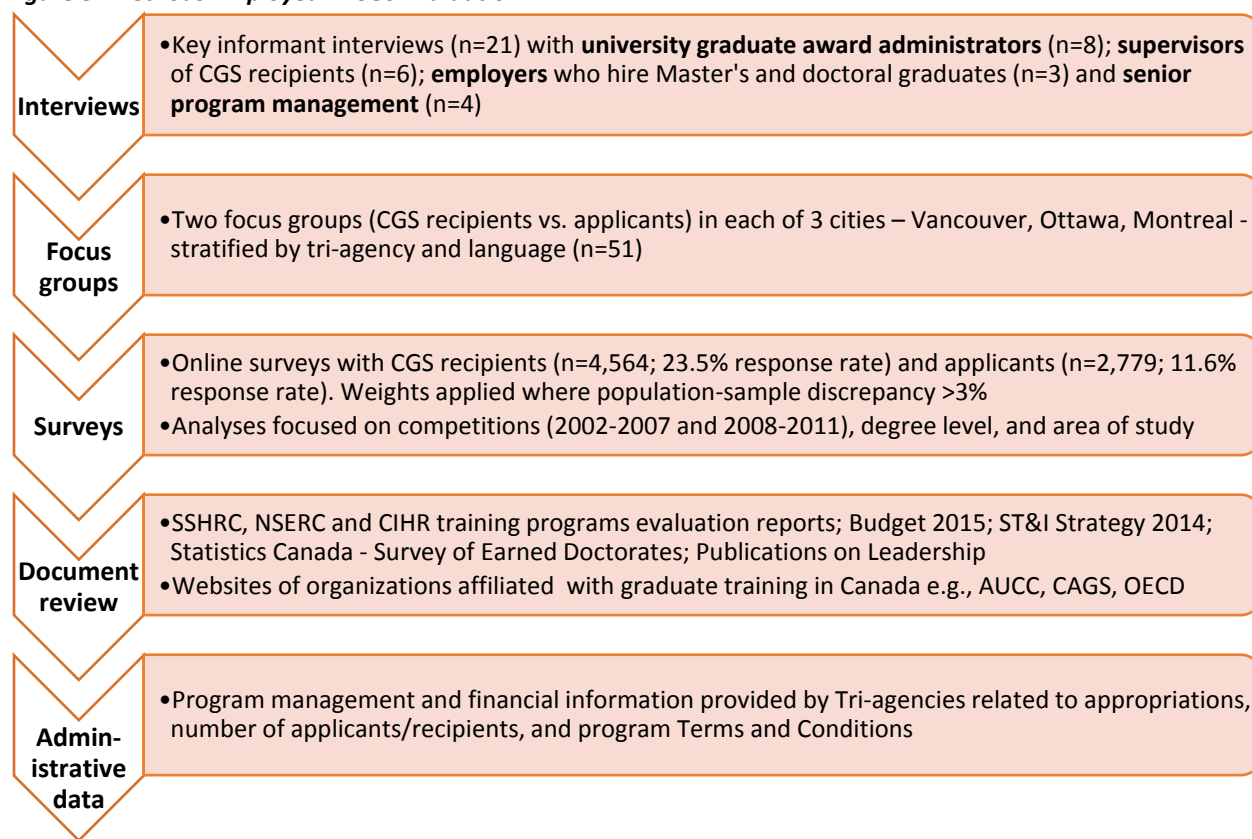 Interviews
•Key informant interviews (n=21) with university graduate award administrators (n=8); supervisors
of CGS recipients (n=6); employers who hire Master's and doctoral graduates (n=3) and senior
program management (n=4)
Focus
groups
•Two focus groups (CGS recipients vs. applicants) in each of 3 cities – Vancouver, Ottawa, Montreal -
stratified by tri-agency and language (n=51)
Surveys
•Online surveys with CGS recipients (n=4,564; 23.5% response rate) and applicants (n=2,779; 11.6%
response rate). Weights applied where population-sample discrepancy >3%
•Analyses focused on competitions (2002-2007 and 2008-2011), degree level, and area of study
Document
review
•SSHRC, NSERC and CIHR training programs evaluation reports; Budget 2015; ST&I Strategy 2014;
Statistics Canada - Survey of Earned Doctorates; Publications on Leadership
•Websites of organizations affiliated with graduate training in Canada e.g., AUCC, CAGS, OECD
Admin-
istrative
data
•Program management and financial information provided by Tri-agencies related to appropriations,
number of applicants/recipients, and program Terms and Conditions